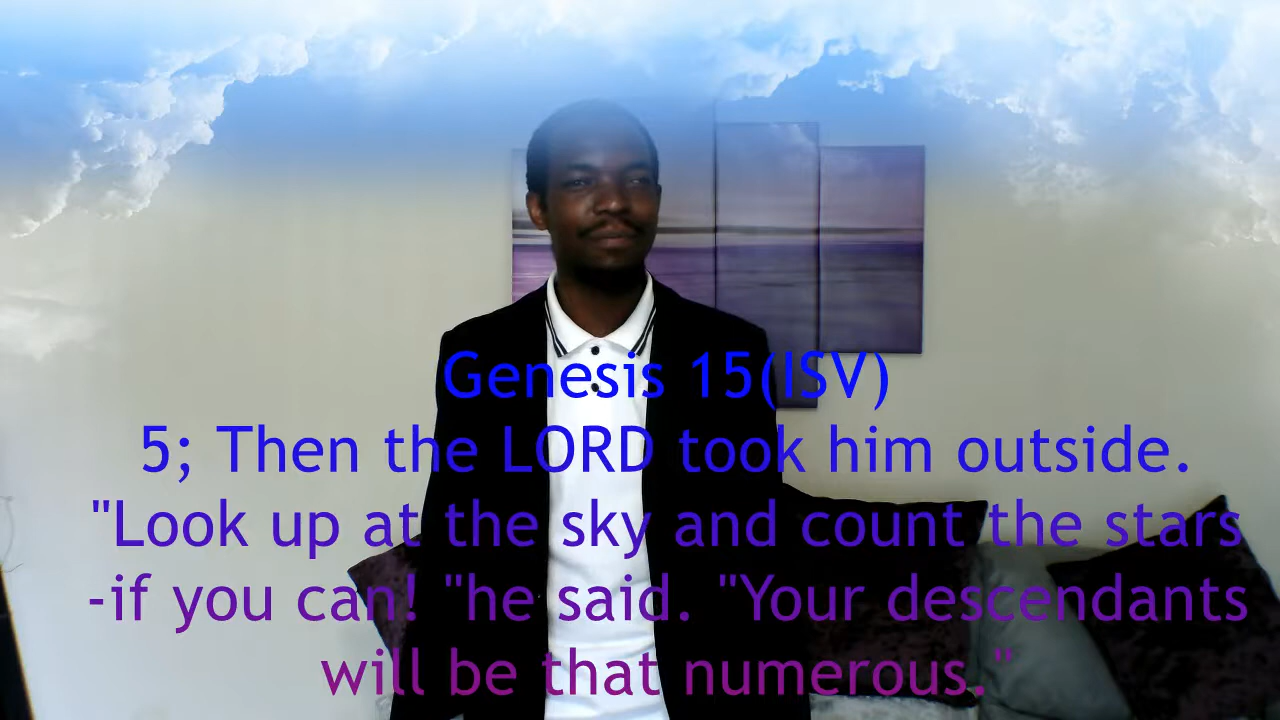 Genesis 15(ISV)
5; Then the LORD took him outside.
"Look up at the sky and count the stars
-if you can! "he said. "Your descendants
will be that numerous."